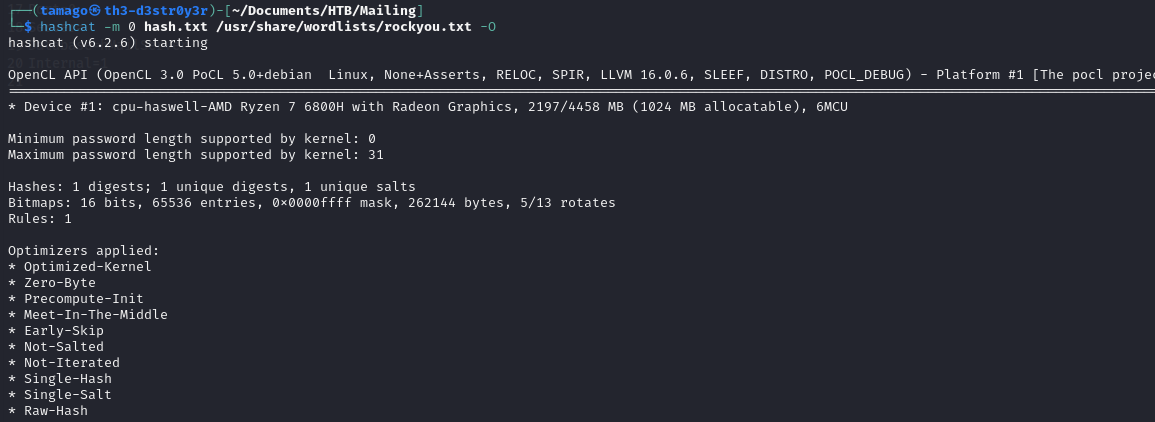 ┌──(tamago㉿th3-d3str0y3r)-[~/Documents/HTB/Mailing]
└─$ hashcat -m 0 hash.txt /usr/share/wordlists/rockyou.txt -O
hashcat (v6.2.6) starting
OpenCL API (OpenCL 3.0 PoCL 5.0+debian  Linux, None+Asserts, RELOC, SPIR, LLVM 16.0.6, SLEEF, DISTRO, POCL_DEBUG) - Platform #1 [The pocl projec
* Device #1: cpu-haswell-AMD Ryzen 7 6800H with Radeon Graphics, 2197/4458 MB (1024 MB allocatable), 6MCU
Minimum password length supported by kernel: 0
Maximum password length supported by kernel: 31
Hashes: 1 digests; 1 unique digests, 1 unique salts
Bitmaps: 16 bits, 65536 entries, 0x0000ffff mask, 262144 bytes, 5/13 rotates
Rules: 1
Optimizers applied:
* Optimized-Kernel
* Zero-Byte
* Precompute-Init
* Meet-In-The-Middle
* Early-Skip
* Not-Salted
* Not-Iterated
* Single-Hash
* Single-Salt
* Raw-Hash